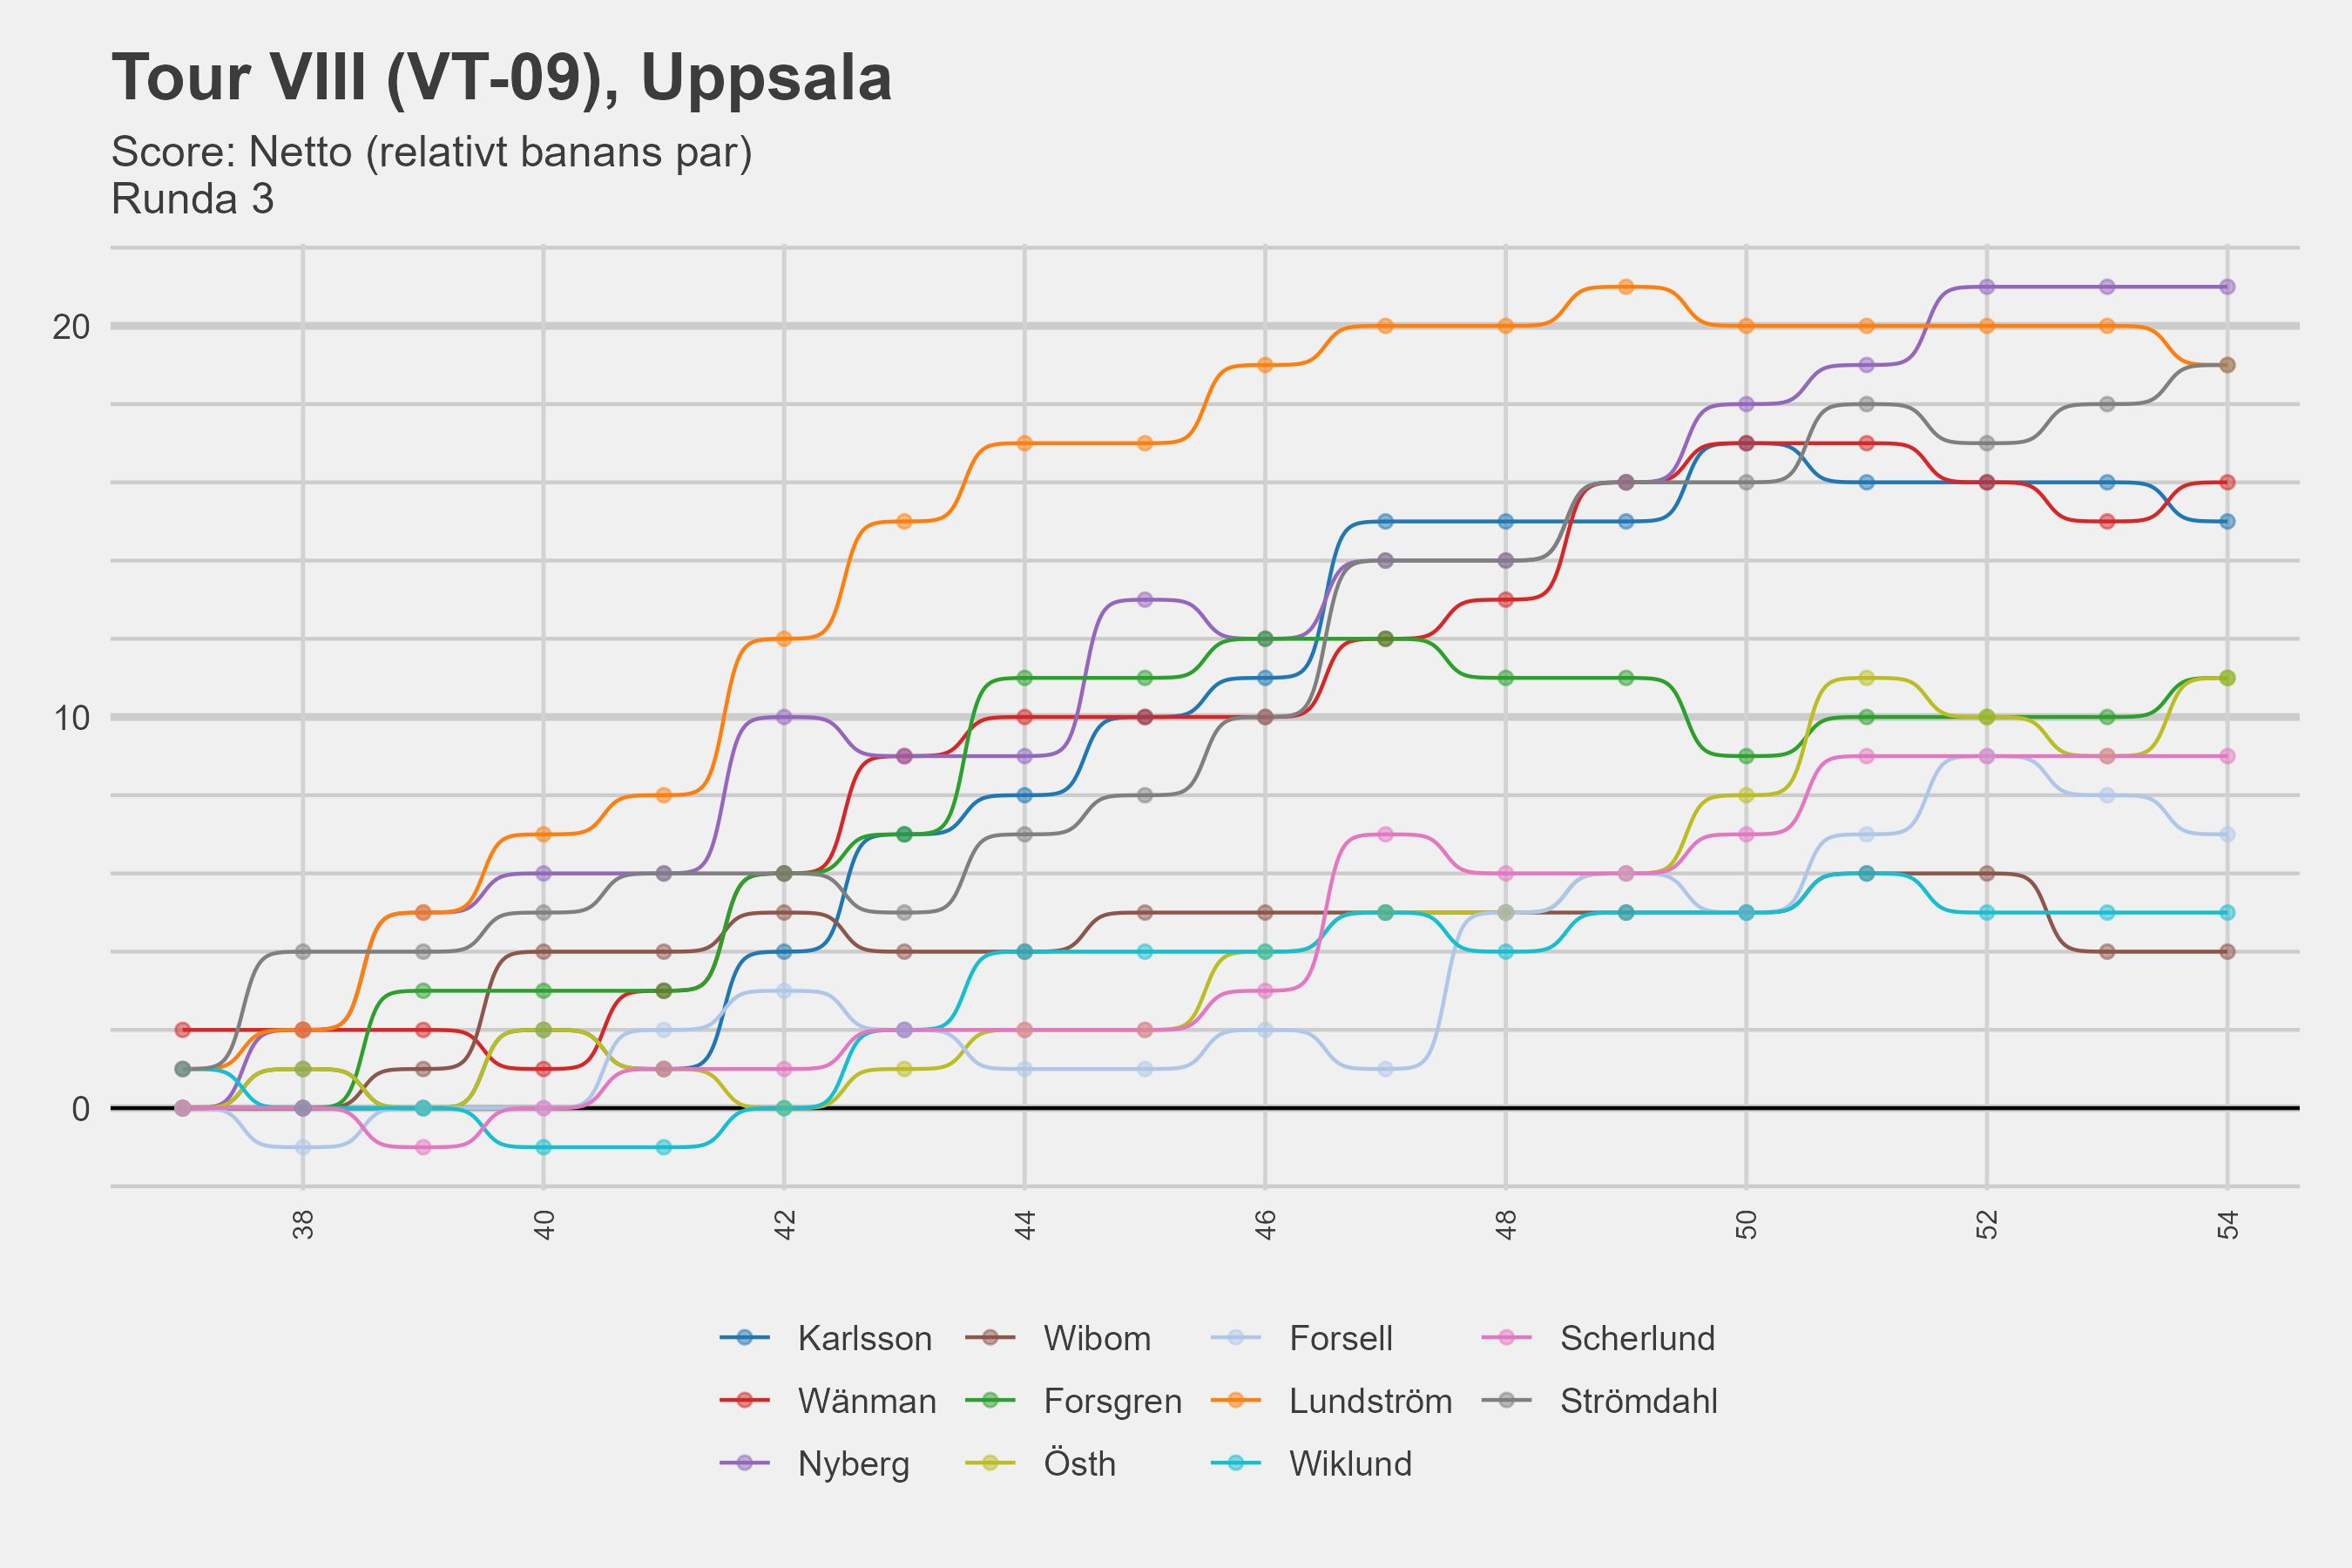 Tour VIII (VT-09), Uppsala
Score: Netto (relativt banans par)
Runda 3
20
10
0
38 40 42 44 46 48 50 52 54
Karlsson Wibom Forsell Scherlund
Wänman Forsgren Lundström Strömdahl
Nyberg Östh Wiklund